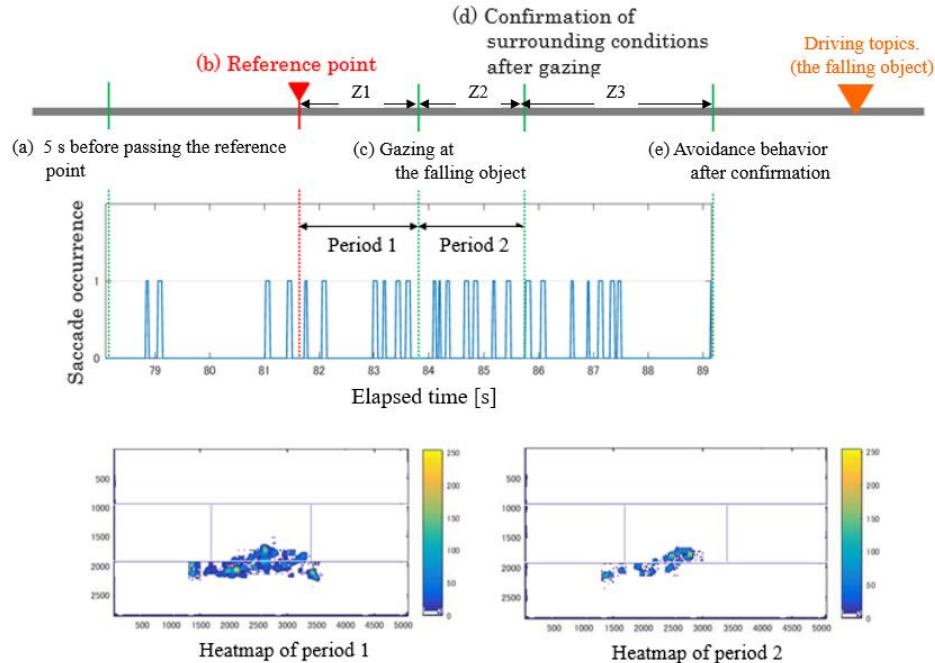 (d) Confirmation of
surrounding conditions
after gazing
Driving topics.
(the falling object)
(b) Reference point
Z1
Z2
Z3
(a) 5 s before passing the reference
point
(c) Gazing at
the falling object
(e) Avoidance behavior
after confirmation
Period 1
Period 2
Saccade occurrence
1
0
79 80 81 82 83 84 85 86 87 88 89
Elapsed time [s]
500
1000
1500
2000
2500
500 1000 1500 2000 2500 3000 3500 4000 4500 5000
250
200
150
100
50
0
Heatmap of period 1
500
1000
1500
2000
2500
500 1000 1500 2000 2500 3000 3500 4000 4500 5000
250
200
150
100
50
0
Heatmap of period 2